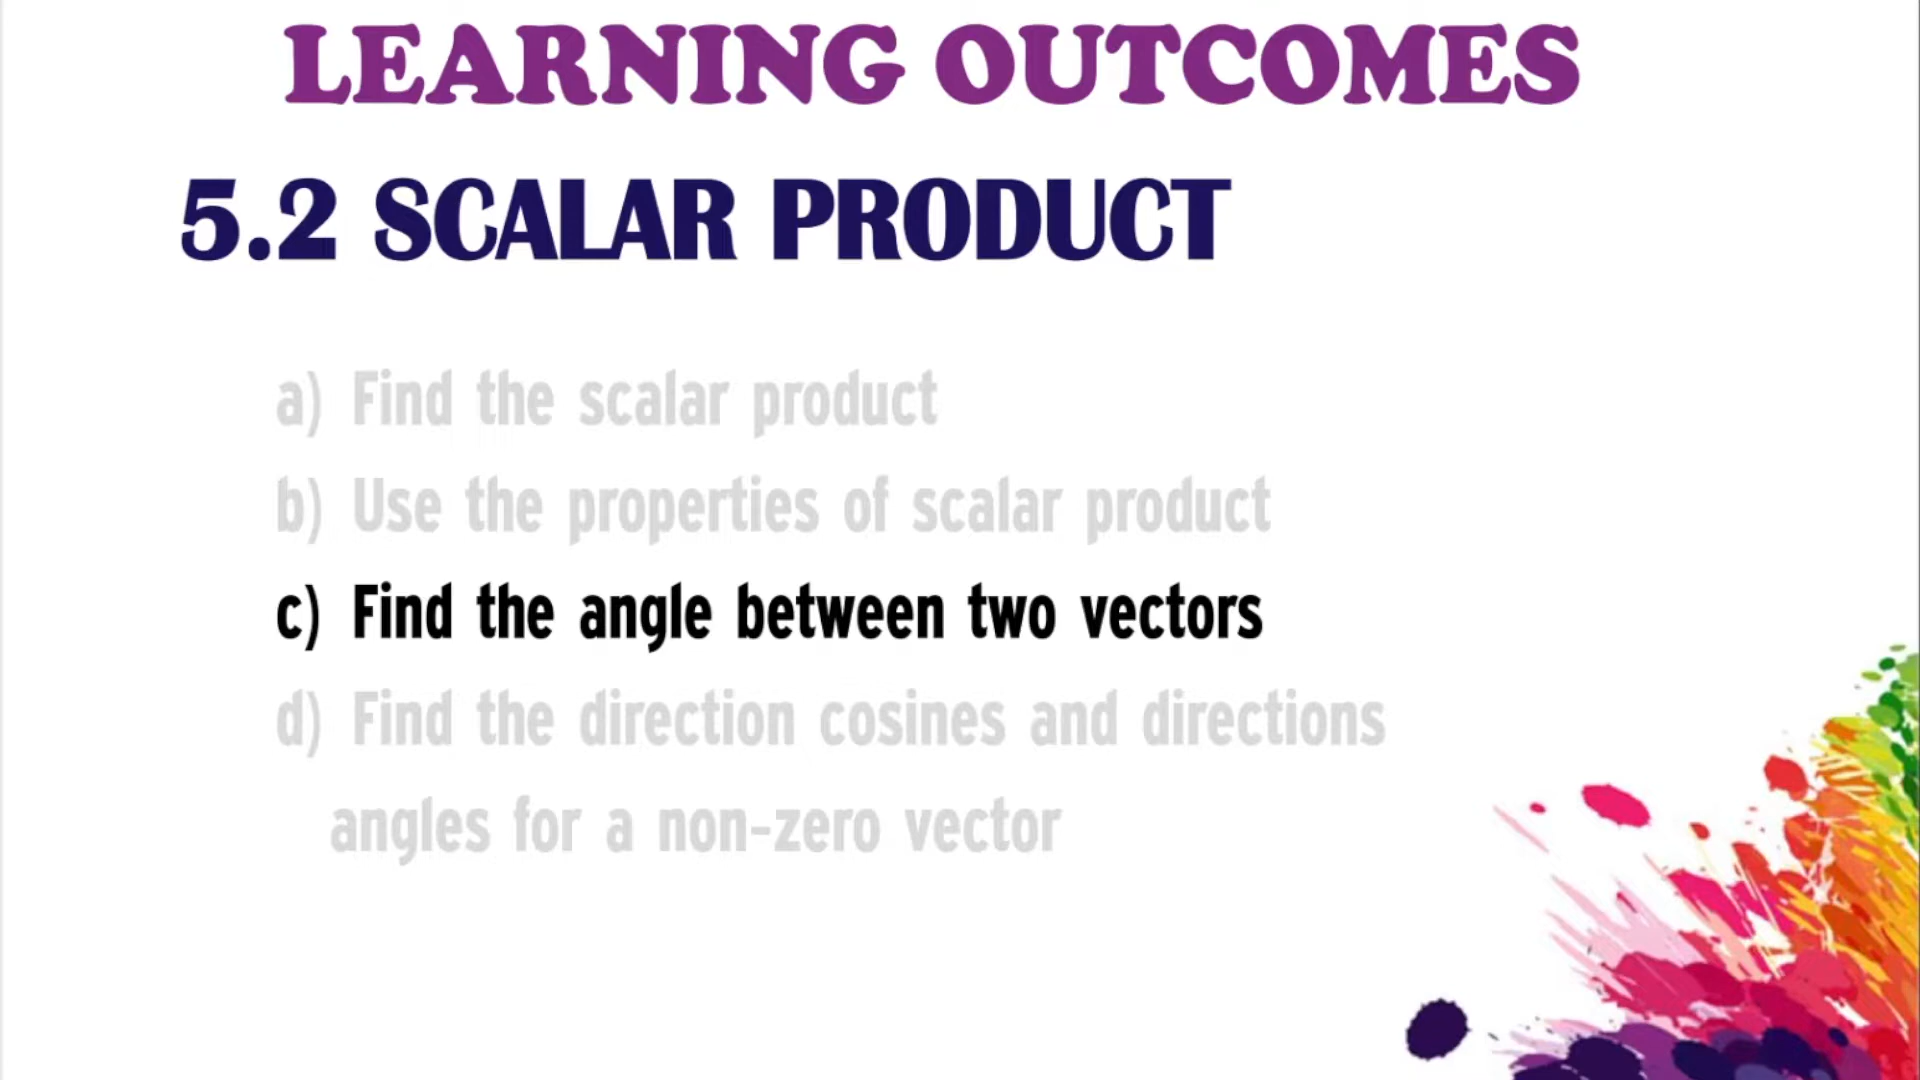 LEARNING OUTCOMES
5.2 SCALAR PRODUCT
a) Find the scalar product
b) Use the properties of scalar product
c) Find the angle between two vectors
d) Find the direction cosines and directions
angles for a non-zero vector